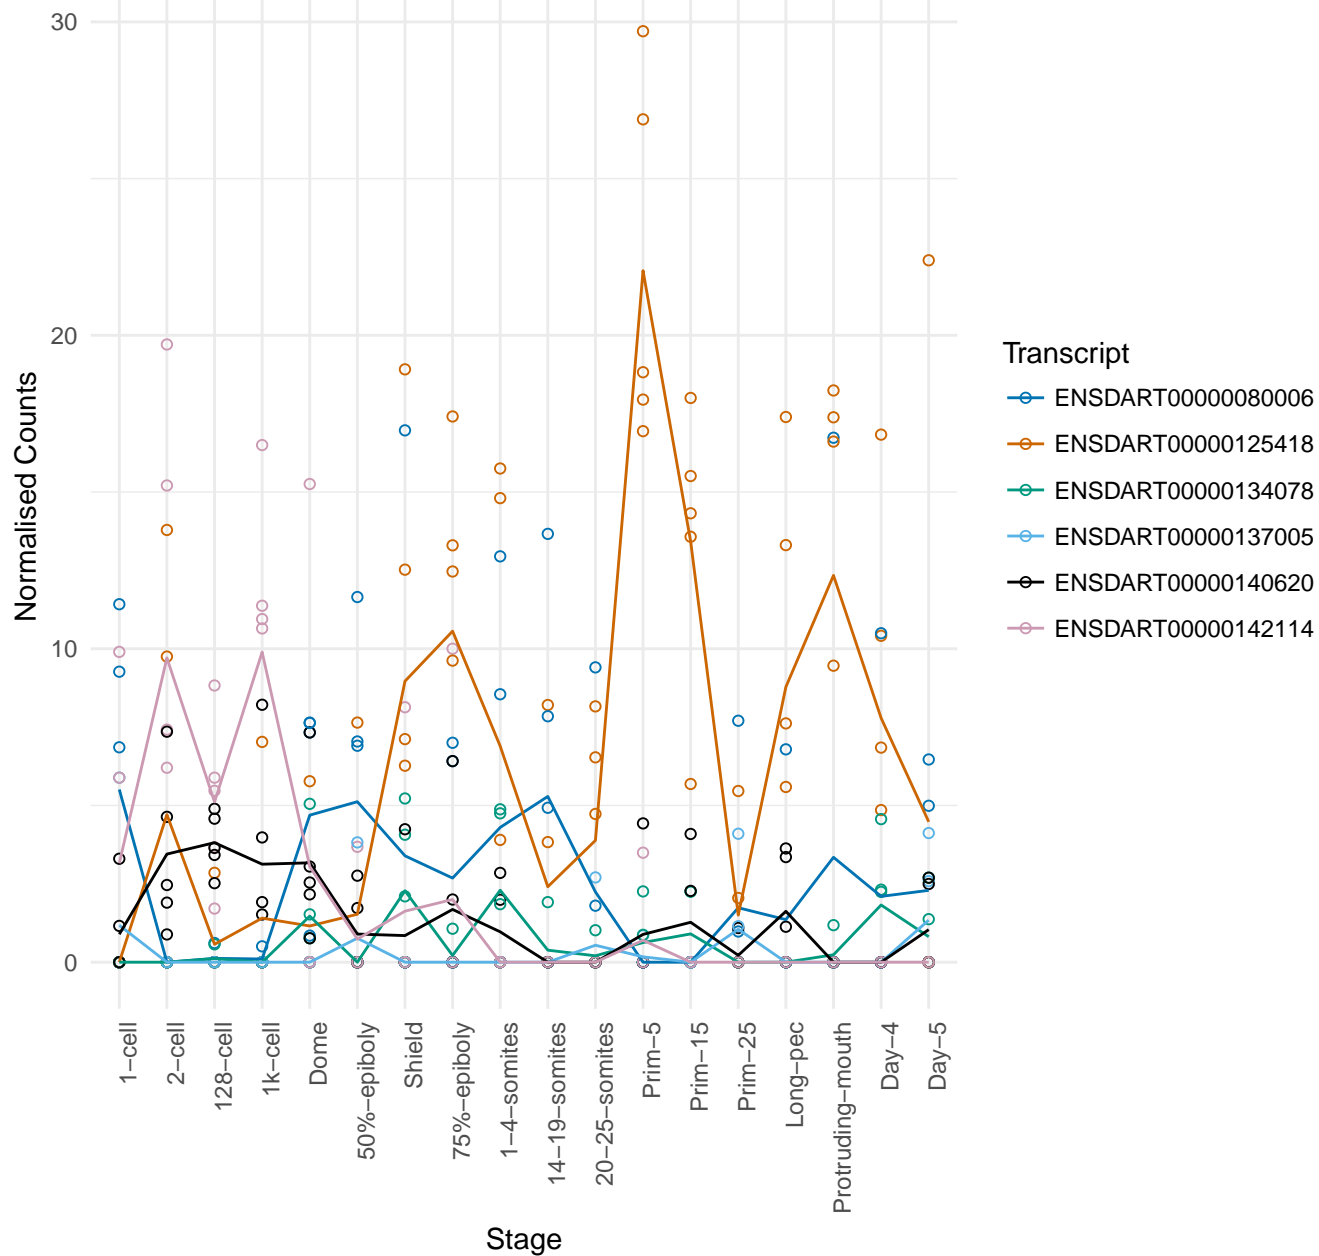 30
20
10
0
Normalised Counts
1−cell
2−cell
128−cell
1k−cell
Dome
50%−epiboly
Shield
75%−epiboly
1−4−somites
14−19−somites
20−25−somites
Prim−5
Prim−15
Prim−25
Long−pec
Protruding−mouth
Day−4
Day−5
Stage
Transcript
ENSDART00000080006
ENSDART00000125418
ENSDART00000134078
ENSDART00000137005
ENSDART00000140620
ENSDART00000142114